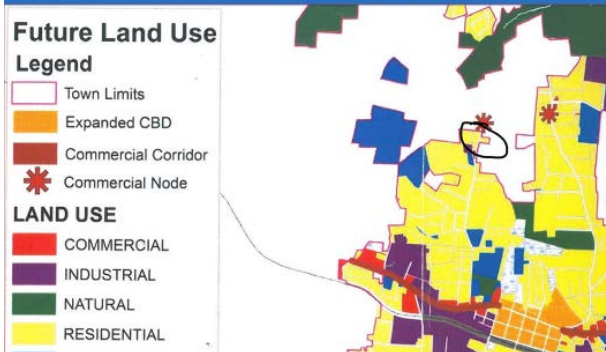 Future Land Use
Legend
Town Limits
Expanded CBD
Commercial Corridor
Commercial Node
LAND USE
COMMERCIAL
INDUSTRIAL
NATURAL
RESIDENTIAL